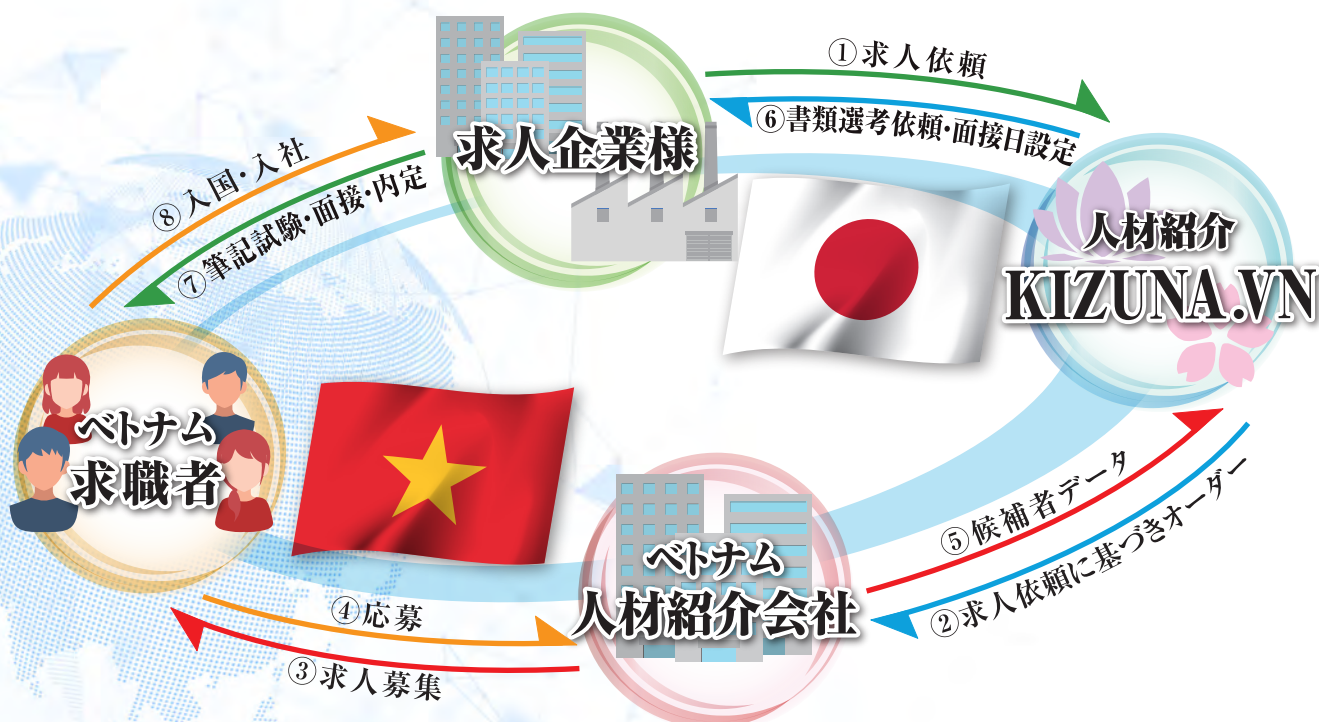 ①求人依頼
⑥書類選考依頼・面接日設定
求人企業様
⑧入国・入社
⑦筆記試験・面接・内定
人材紹介
KIZUNA.VN
ベトナム
求職者
ベトナム
人材紹介会社
⑤候補者データ
②求人依頼に基づきオーダー
④応募
③求人募集